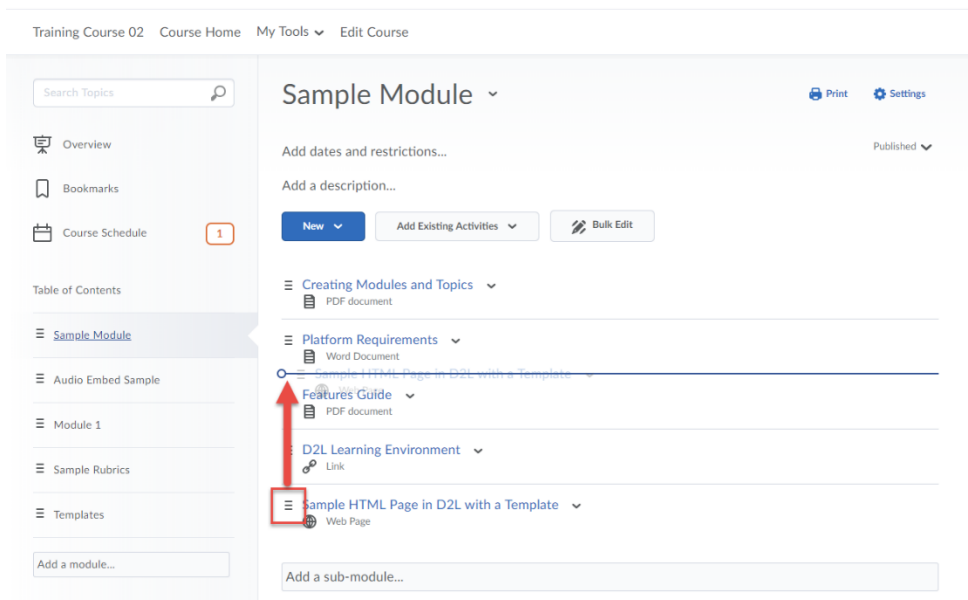 Training Course 02 Course Home My Tools Edit Course
Search Topics
Overview
Bookmarks
Course Schedule 1
Table of Contents
Sample Module
Audio Embed Sample
Module 1
Sample Rubrics
Templates
Add a module...
Sample Module
Print Settings
Add dates and restrictions...
Published
Add a description...
New Add Existing Activities Bulk Edit
Creating Modules and Topics
PDF document
Platform Requirements
Word Document
Sample HTML Page in D2L with a Template
Web Page
Features Guide
PDF document
D2L Learning Environment
Link
Sample HTML Page in D2L with a Template
Web Page
Add a sub-module...